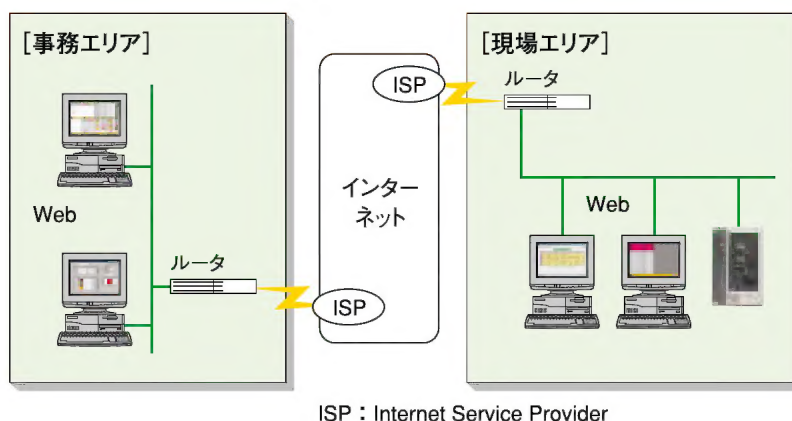 [事務エリア]
Web
ルータ
ISP
インター
ネット
ISP
[現場エリア]
ルータ
Web
ISP：Internet Service Provider